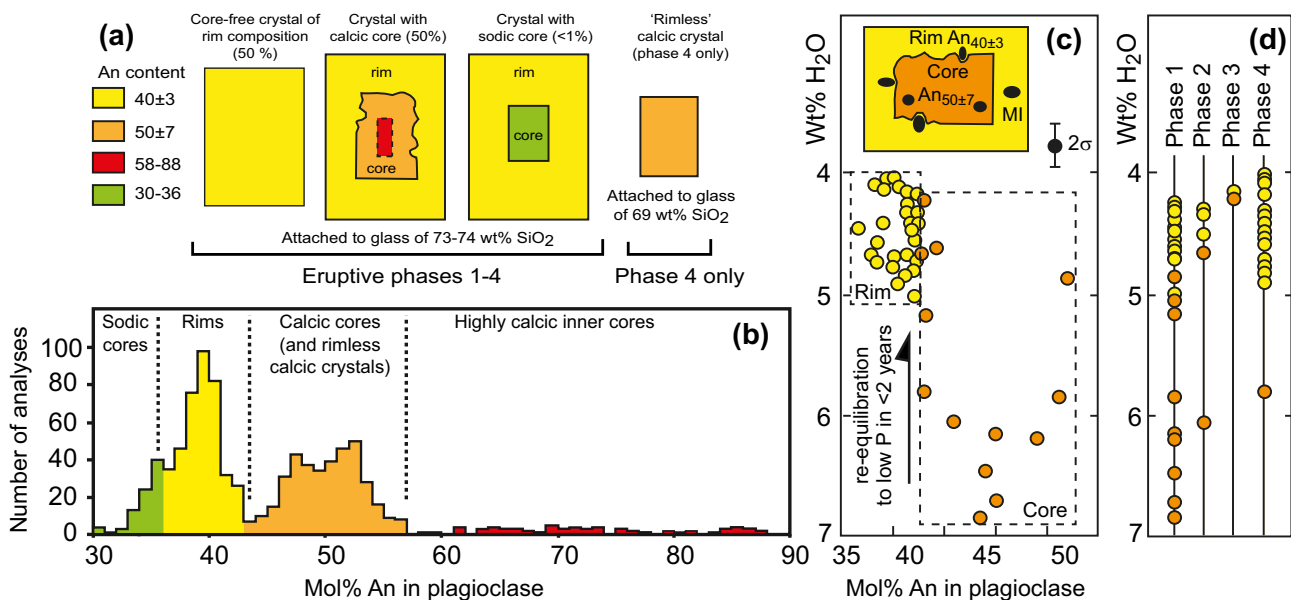 (a)
An content
40±3
50±7
58-88
30-36
Core-free crystal of
rim composition
(50 %)
Crystal with
calcic core (50%)
rim
core
Crystal with
sodic core (<1%)
rim
core
‘Rimless’
calcic crystal
(phase 4 only)
Attached to glass
of 69 wt% SiO2
Attached to glass of 73-74 wt% SiO2
Eruptive phases 1-4
Phase 4 only
(b)
Sodic
cores
Rims
Calcic cores
(and rimless
calcic crystals)
Highly calcic inner cores
Number of analyses
100
80
60
40
20
0
30 40 50 60 70 80 90
Mol% An in plagioclase
(c)
Wt% H2O
Rim An40±3
Core
An50±7
MI
2σ
4
5
6
7
Rim
Core
re-equilibration
to low P in <2 years
35 40 45 50
Mol% An in plagioclase
(d)
Wt% H2O
Phase 1
Phase 2
Phase 3
Phase 4
4
5
6
7